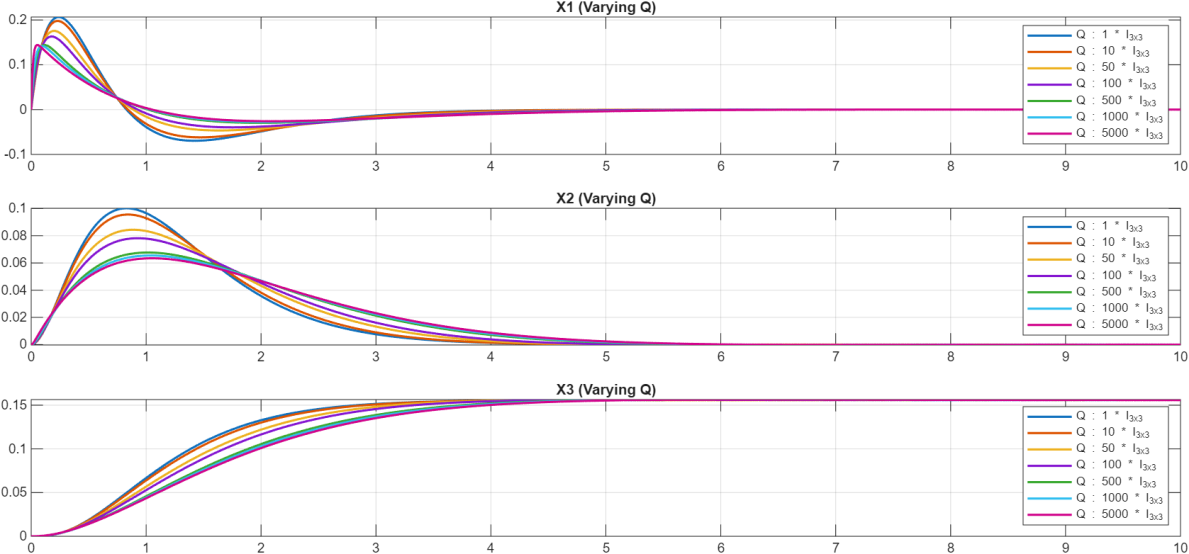 X1 (Varying Q)
0.2
0.1
0
-0.1
0 1 2 3 4 5 6 7 8 9 10
Q : 1 * I3x3
Q : 10 * I3x3
Q : 50 * I3x3
Q : 100 * I3x3
Q : 500 * I3x3
Q : 1000 * I3x3
Q : 5000 * I3x3
X2 (Varying Q)
0.1
0.08
0.06
0.04
0.02
0
0 1 2 3 4 5 6 7 8 9 10
Q : 1 * I3x3
Q : 10 * I3x3
Q : 50 * I3x3
Q : 100 * I3x3
Q : 500 * I3x3
Q : 1000 * I3x3
Q : 5000 * I3x3
X3 (Varying Q)
0.15
0.1
0.05
0
0 1 2 3 4 5 6 7 8 9 10
Q : 1 * I3x3
Q : 10 * I3x3
Q : 50 * I3x3
Q : 100 * I3x3
Q : 500 * I3x3
Q : 1000 * I3x3
Q : 5000 * I3x3